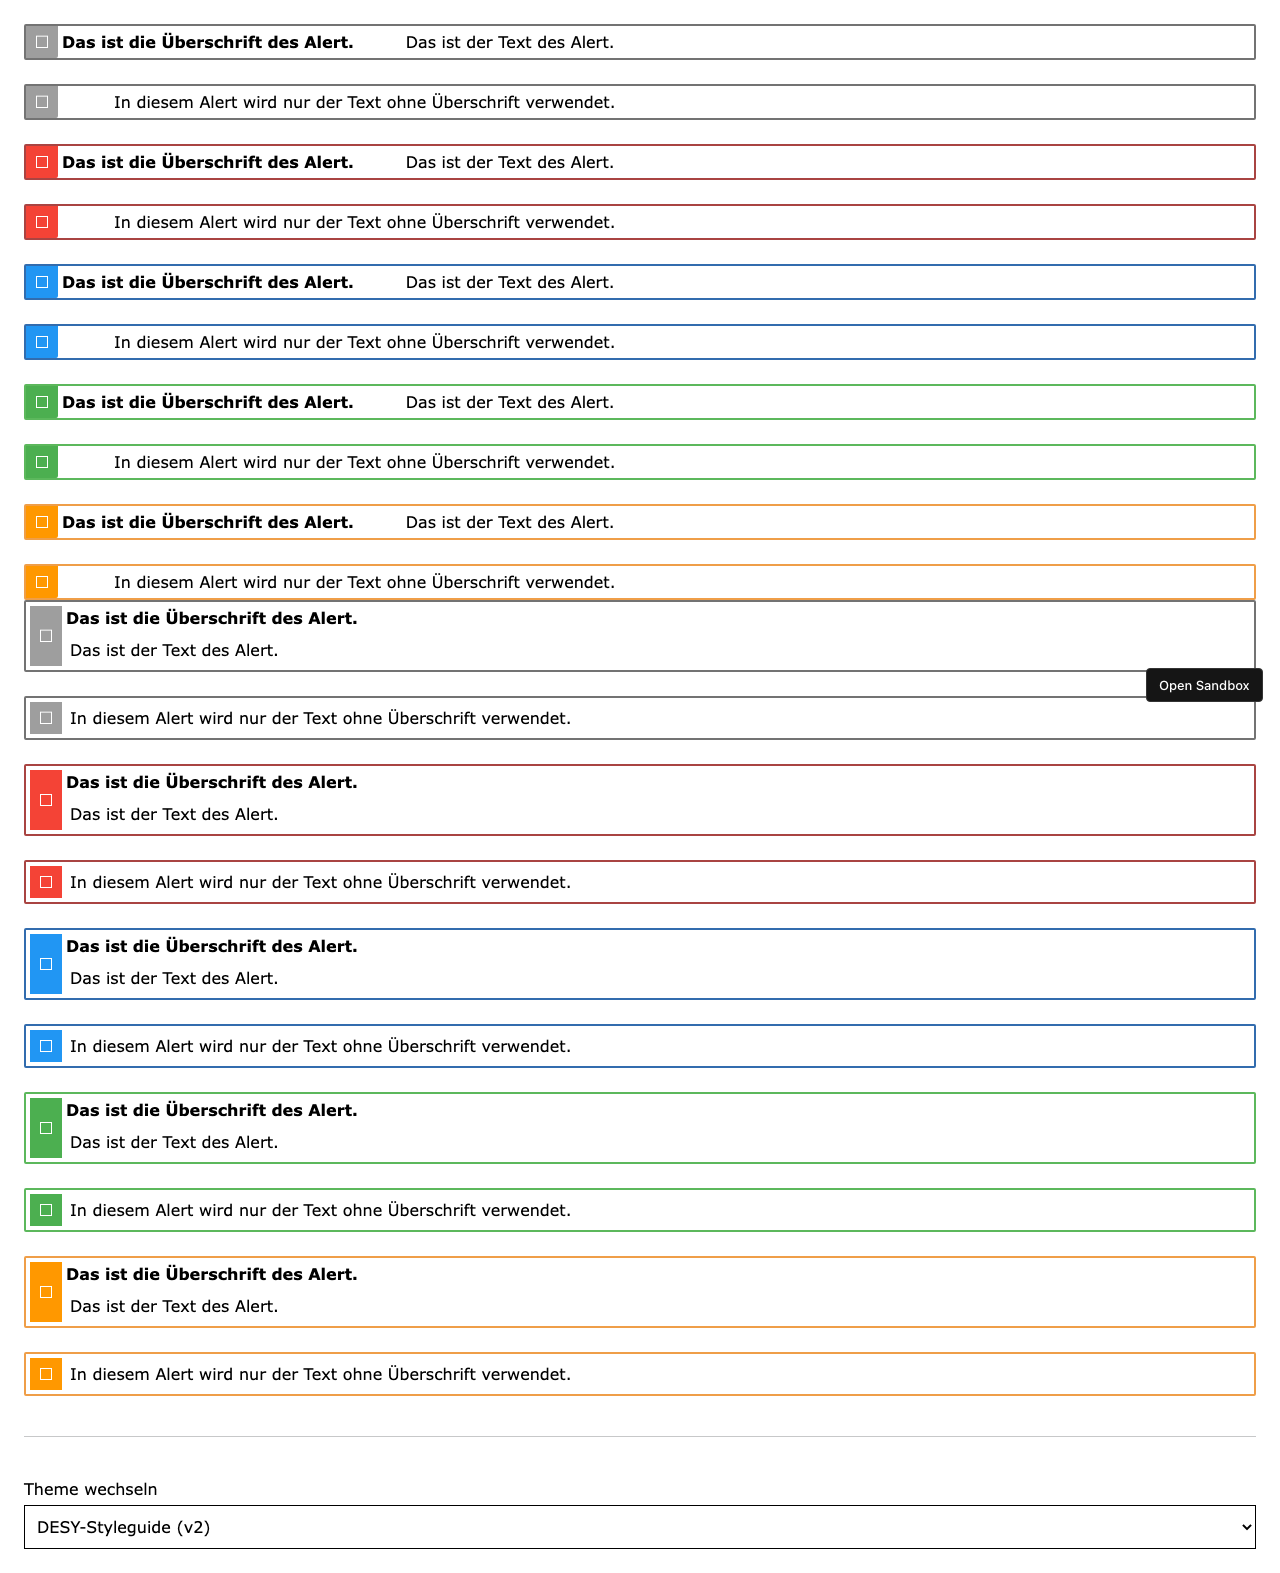 Das ist die Überschrift des Alert. Das ist der Text des Alert.
In diesem Alert wird nur der Text ohne Überschrift verwendet.
Das ist die Überschrift des Alert. Das ist der Text des Alert.
In diesem Alert wird nur der Text ohne Überschrift verwendet.
Das ist die Überschrift des Alert. Das ist der Text des Alert.
In diesem Alert wird nur der Text ohne Überschrift verwendet.
Das ist die Überschrift des Alert. Das ist der Text des Alert.
In diesem Alert wird nur der Text ohne Überschrift verwendet.
Das ist die Überschrift des Alert. Das ist der Text des Alert.
In diesem Alert wird nur der Text ohne Überschrift verwendet.
Das ist die Überschrift des Alert.
Das ist der Text des Alert.
Open Sandbox
In diesem Alert wird nur der Text ohne Überschrift verwendet.
Das ist die Überschrift des Alert.
Das ist der Text des Alert.
In diesem Alert wird nur der Text ohne Überschrift verwendet.
Das ist die Überschrift des Alert.
Das ist der Text des Alert.
In diesem Alert wird nur der Text ohne Überschrift verwendet.
Das ist die Überschrift des Alert.
Das ist der Text des Alert.
In diesem Alert wird nur der Text ohne Überschrift verwendet.
Das ist die Überschrift des Alert.
Das ist der Text des Alert.
In diesem Alert wird nur der Text ohne Überschrift verwendet.
Theme wechseln
DESY-Styleguide (v2)